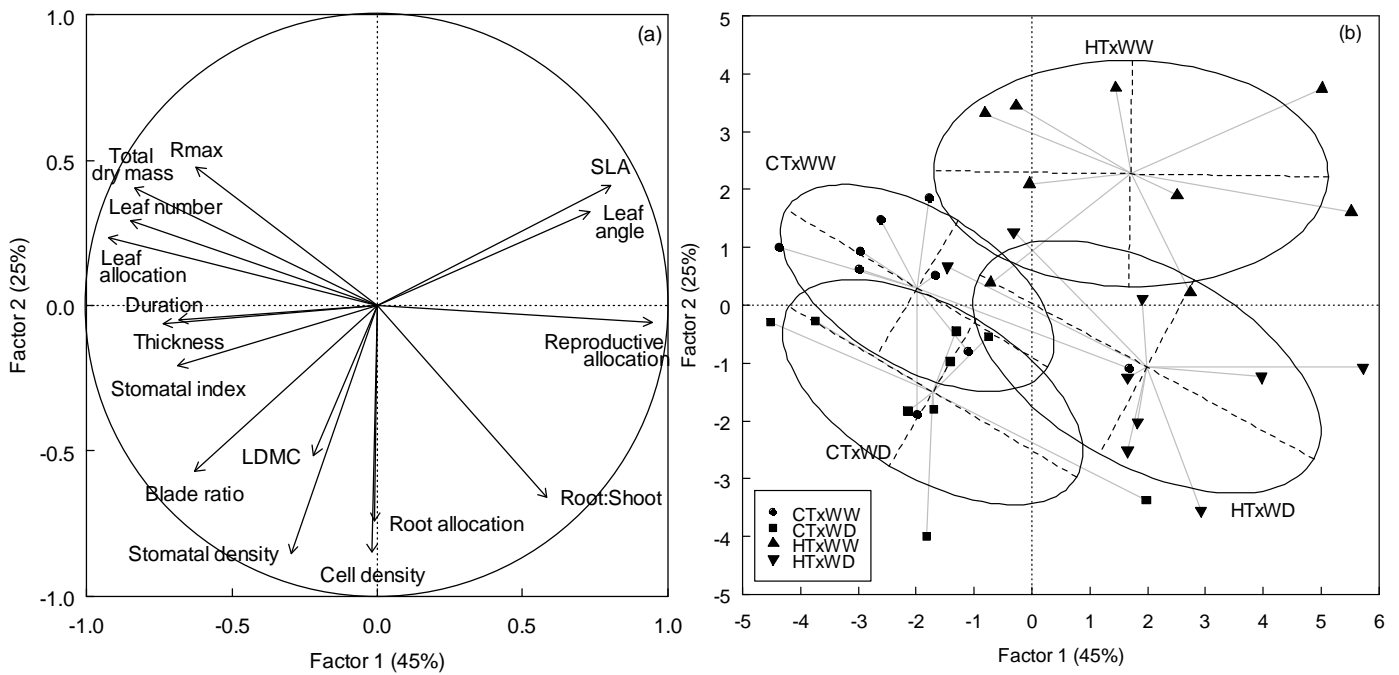 (a)
1.0
0.5
0.0
-0.5
-1.0
Factor 2 (25%)
-1.0
-0.5
0.0
0.5
1.0
Factor 1 (45%)
Rmax
Total
dry mass
Leaf number
Leaf
allocation
Duration
Thickness
Stomatal index
LDMC
Blade ratio
Stomatal density
Cell density
Root allocation
Root:Shoot
Reproductive
allocation
SLA
Leaf
angle
(b)
5
4
3
2
1
0
-1
-2
-3
-4
-5
Factor 2 (25%)
-5
-4
-3
-2
-1
0
1
2
3
4
5
6
Factor 1 (45%)
HTxWW
CTxWW
CTxWD
HTxWD
CTxWW
CTxWD
HTxWW
HTxWD